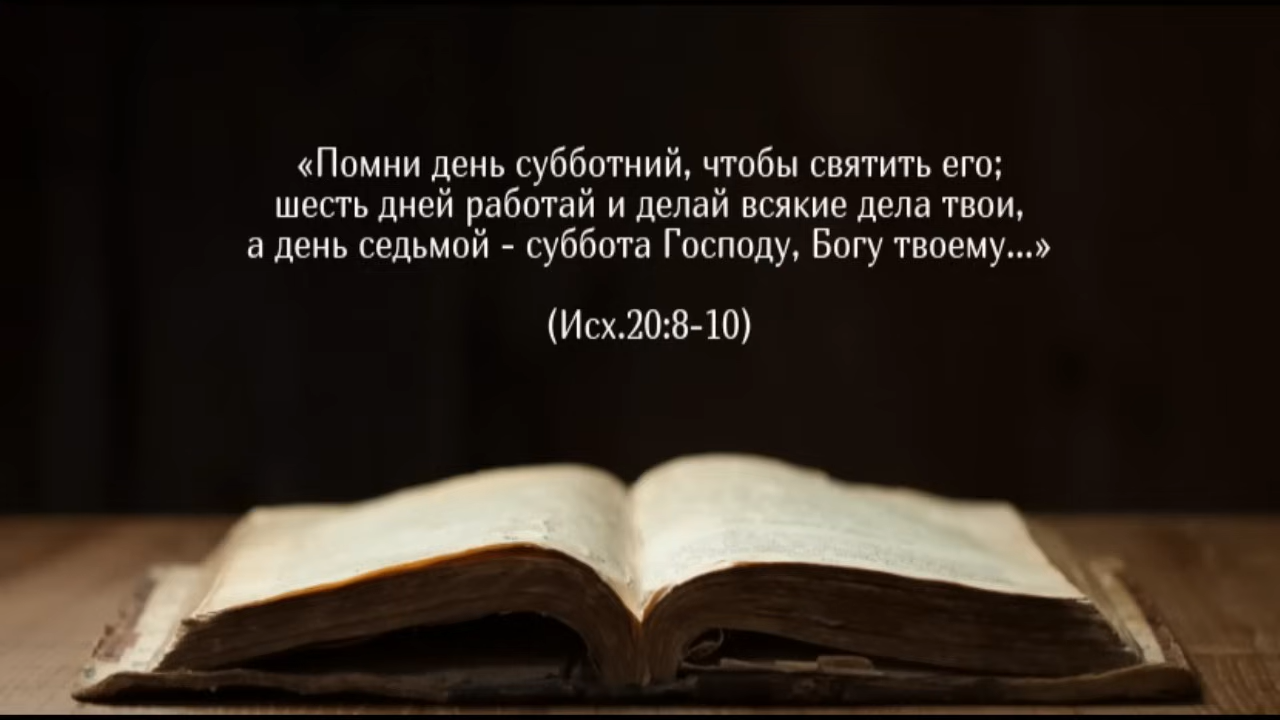 «Помни день субботний, чтобы святить его;
шесть дней работай и делай всякие дела твои,
а день седьмой - суббота Господу, Богу твоему...»
(Исх.20:8-10)